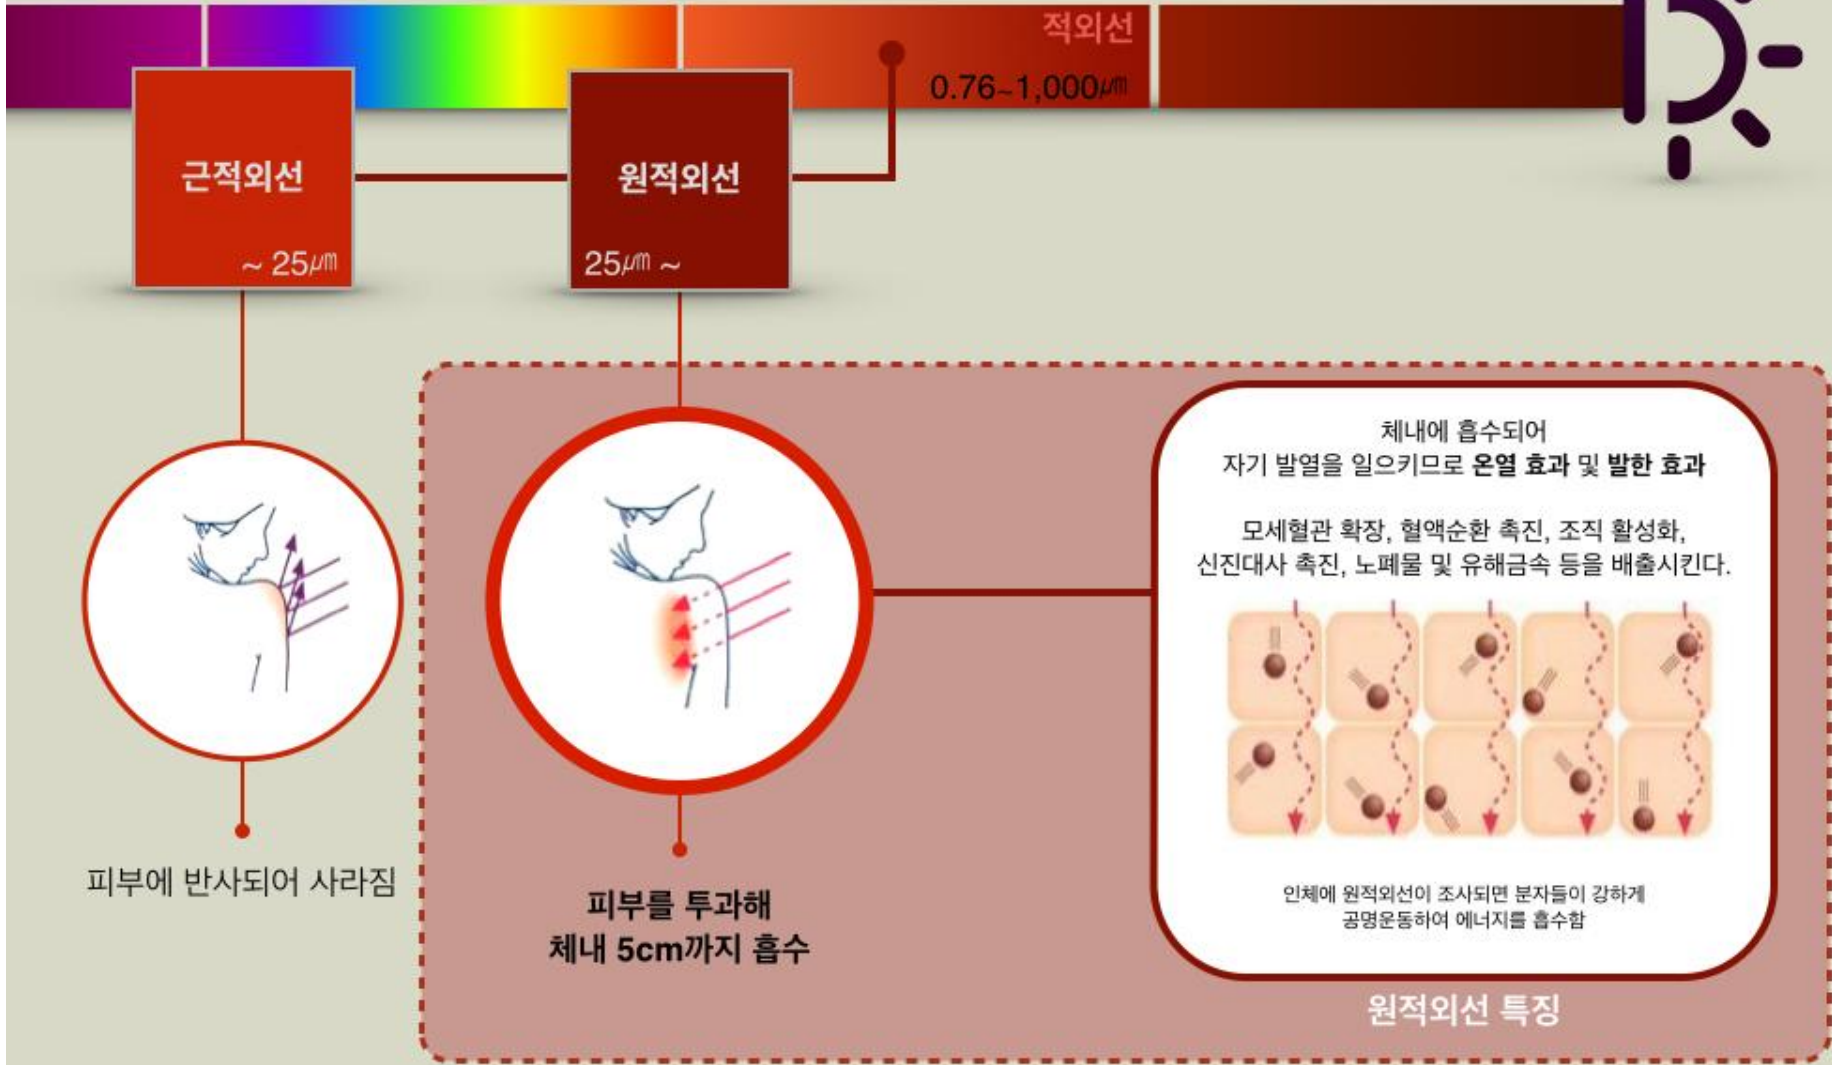 적외선
0.76~1,000㎛
근적외선
~ 25㎛
원적외선
25㎛ ~
체내에 흡수되어
자기 발열을 일으키므로 온열 효과 및 발한 효과
모세혈관 확장, 혈액순환 촉진, 조직 활성화,
신진대사 촉진, 노폐물 및 유해금속 등을 배출시킨다.
인체에 원적외선이 조사되면 분자들이 강하게
공명운동하여 에너지를 흡수함
원적외선 특징
피부에 반사되어 사라짐
피부를 투과해
체내 5cm까지 흡수